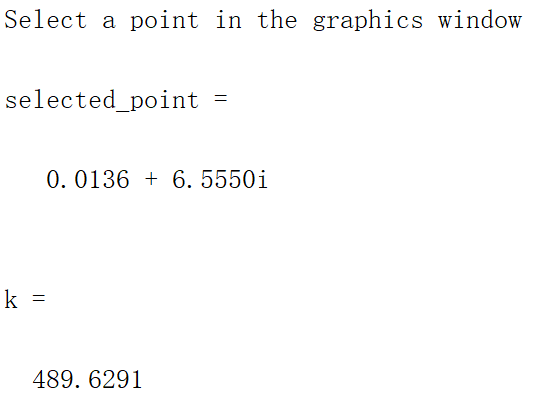 Select a point in the graphics window
selected_point =
0.0136 + 6.5550i
k =
489.6291